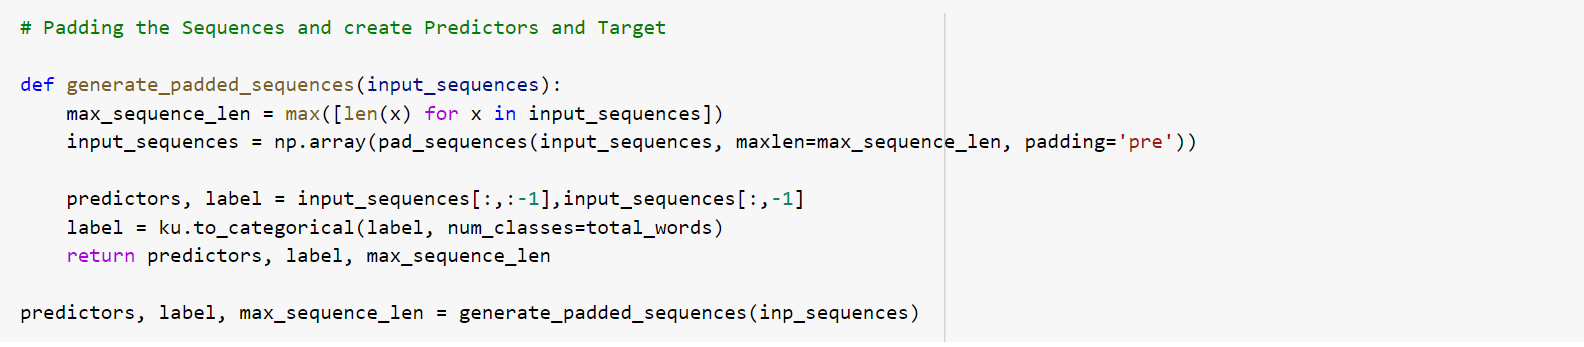 # Padding the Sequences and create Predictors and Target
def generate_padded_sequences(input_sequences):
    max_sequence_len = max([len(x) for x in input_sequences])
    input_sequences = np.array(pad_sequences(input_sequences, maxlen=max_sequence_len, padding='pre'))
    predictors, label = input_sequences[:,:-1],input_sequences[:,-1]
    label = ku.to_categorical(label, num_classes=total_words)
    return predictors, label, max_sequence_len
predictors, label, max_sequence_len = generate_padded_sequences(inp_sequences)